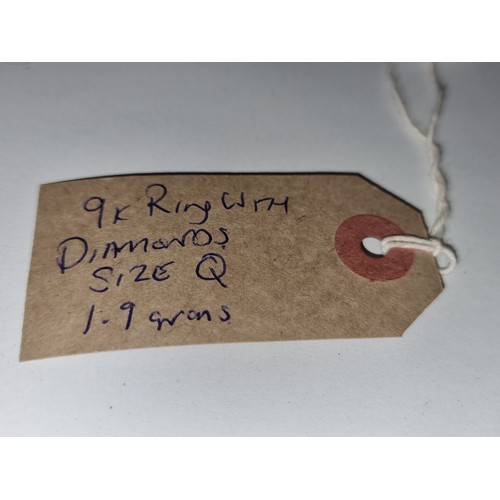 9k Ring With
DIAMONDS
SIZE Q
1.9 grams